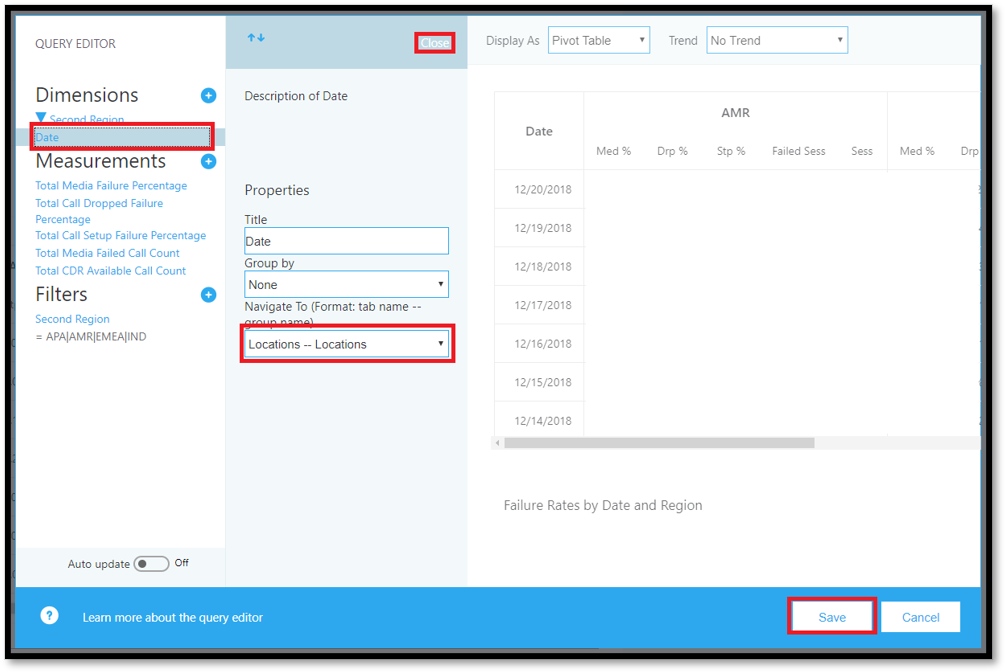 QUERY EDITOR
Dimensions
Second Region
Date
Measurements
Total Media Failure Percentage
Total Call Dropped Failure
Percentage
Total Call Setup Failure Percentage
Total Media Failed Call Count
Total CDR Available Call Count
Filters
Second Region
= APA|AMR|EMEA|IND
Auto update Off
Close
Description of Date
Properties
Title
Date
Group by
None
Navigate To (Format: tab name --
group name)
Locations -- Locations
Display As Pivot Table Trend No Trend
AMR
Date
Med % Drp % Stp % Failed Sess Sess Med % Drp
12/20/2018
12/19/2018
12/18/2018
12/17/2018
12/16/2018
12/15/2018
12/14/2018
Failure Rates by Date and Region
? Learn more about the query editor
Save Cancel